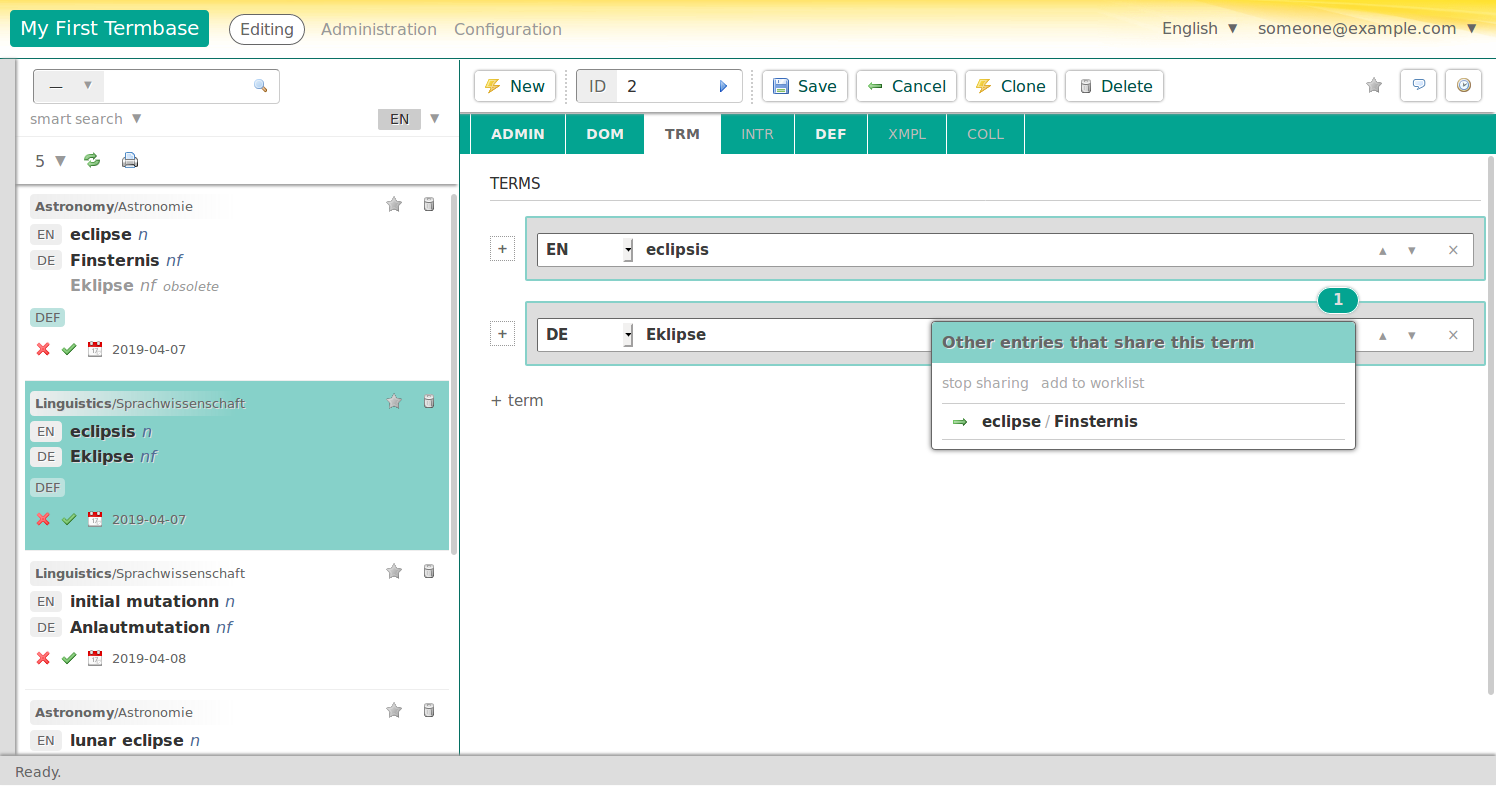 My First Termbase Editing Administration Configuration English ▼ someone@example.com ▼
— ▼
smart search ▼ EN ▼
5 ▼
Astronomy/Astronomie
EN eclipse n
DE Finsternis nf
Eklipse nf obsolete
DEF
2019-04-07
Linguistics/Sprachwissenschaft
EN eclipsis n
DE Eklipse nf
DEF
2019-04-07
Linguistics/Sprachwissenschaft
EN initial mutationn n
DE Anlautmutation nf
2019-04-08
Astronomy/Astronomie
EN lunar eclipse n
New ID 2 Save Cancel Clone Delete
ADMIN DOM TRM INTR DEF XMPL COLL
TERMS
+ EN eclipsis ▲ ▼ ×
1
+ DE Eklipse ▲ ▼ ×
Other entries that share this term
stop sharing add to worklist
eclipse / Finsternis
+ term
Ready.